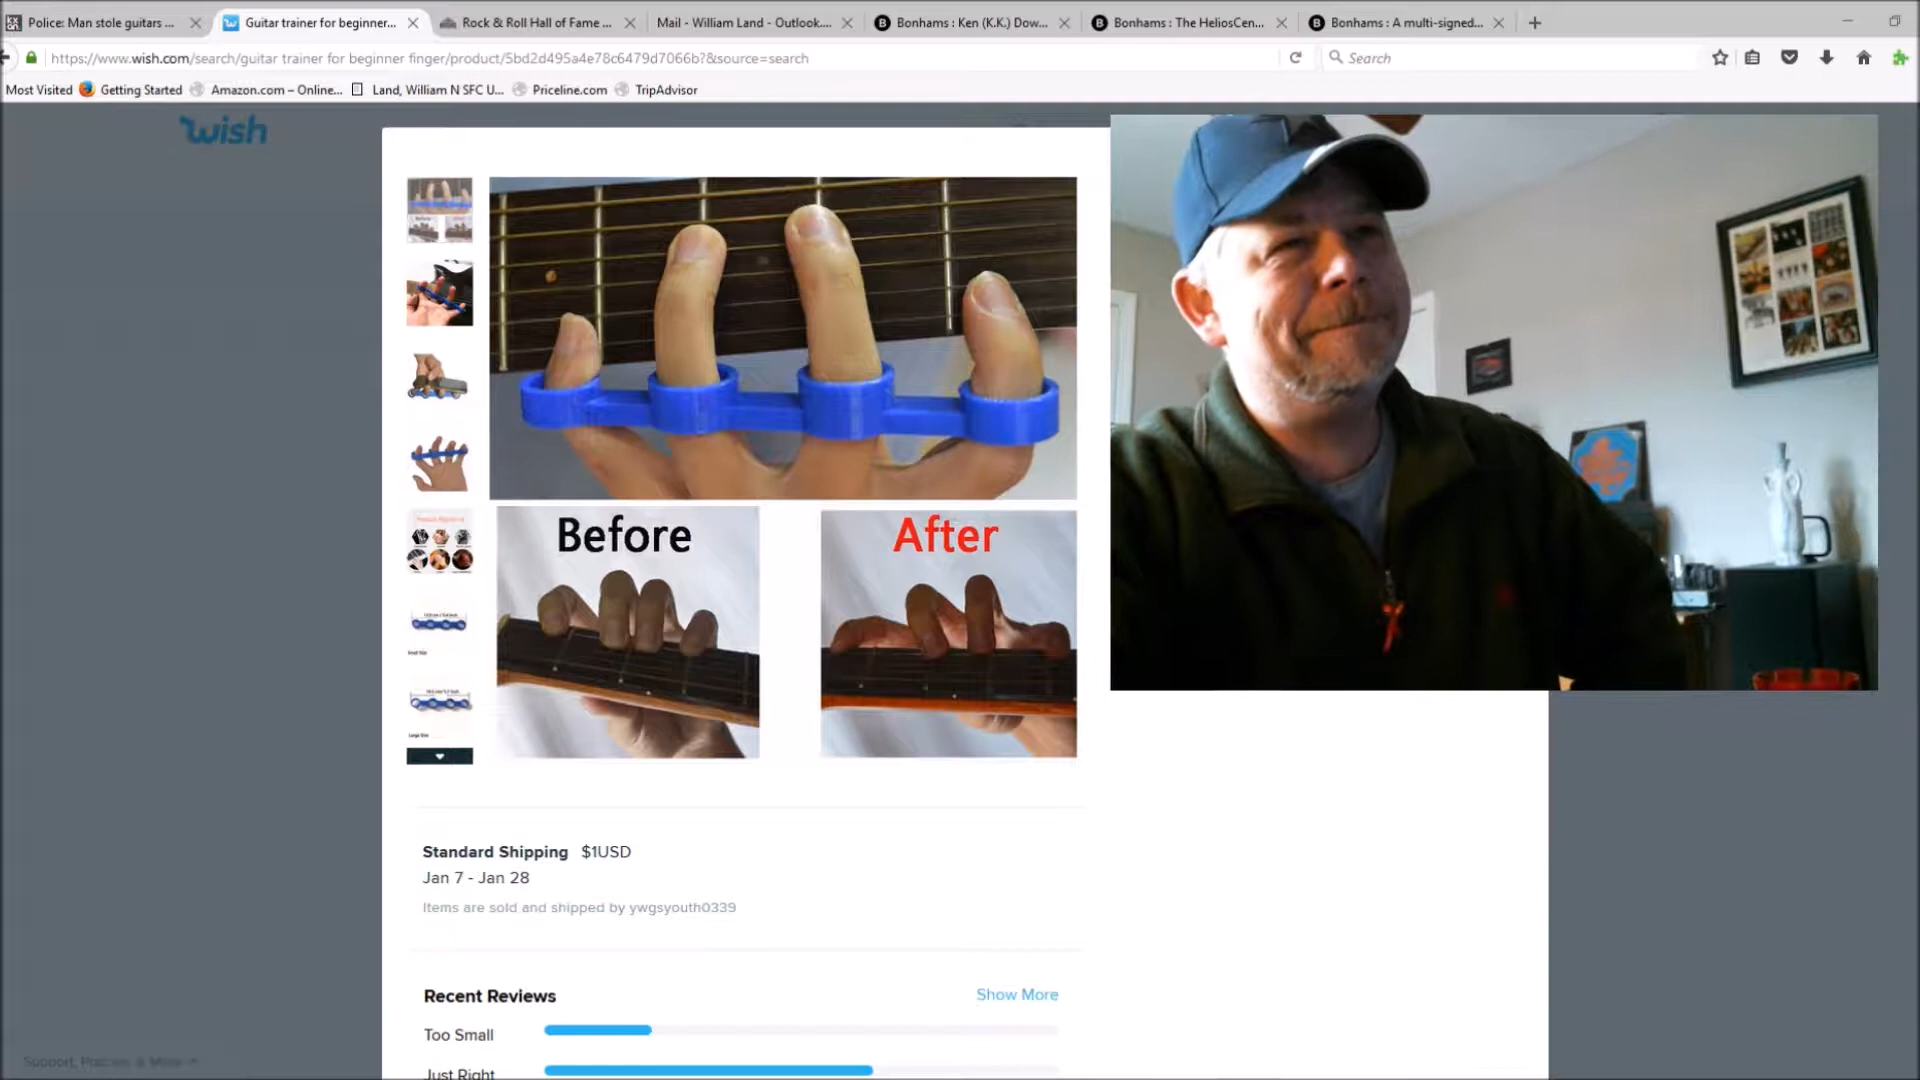 Police: Man stole guitars ...
Guitar trainer for beginner...
Rock & Roll Hall of Fame ...
Mail - William Land - Outlook....
Bonhams : Ken (K.K.) Dow...
Bonhams : The HeliosCen...
Bonhams : A multi-signed...
https://www.wish.com/search/guitar trainer for beginner finger/product/5bd2d495a4e78c6479d7066b?&source=search
Search
Most Visited
Getting Started
Amazon.com – Online...
Land, William N SFC U...
Priceline.com
TripAdvisor
wish
Before
After
Standard Shipping $1USD
Jan 7 - Jan 28
Items are sold and shipped by ywgsyouth0339
Recent Reviews
Show More
Too Small
Just Right
Support, Policies & More